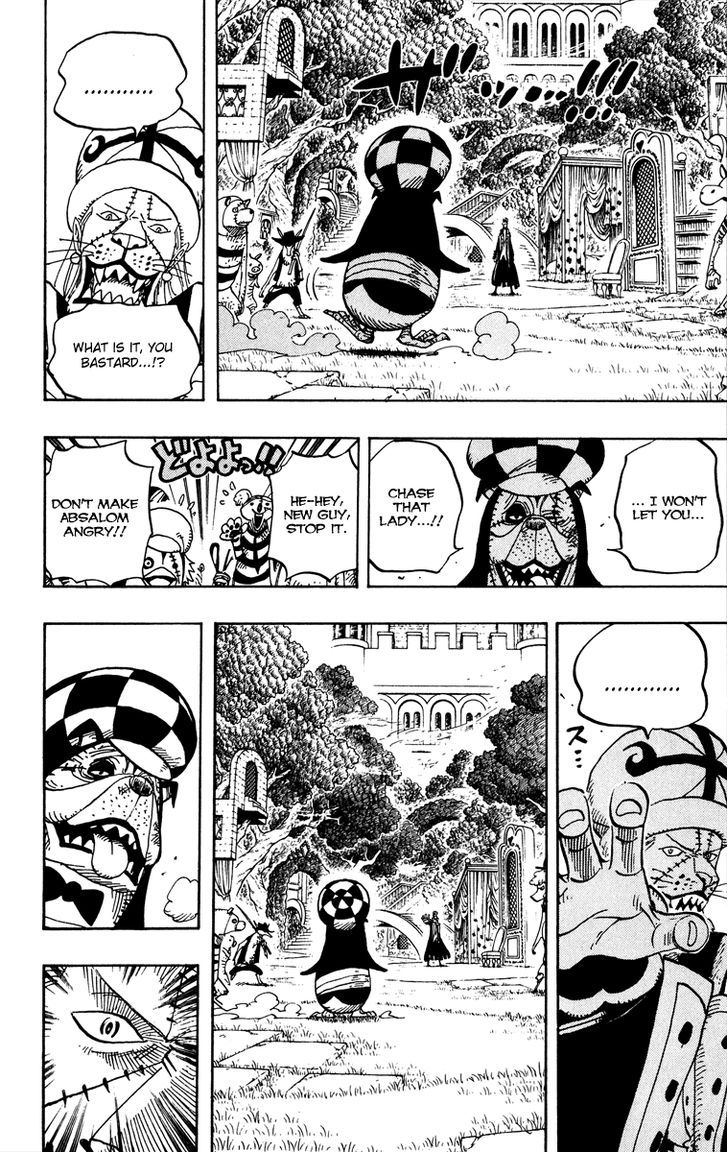 ザッ…!!!
............
WHAT IS IT, YOU
BASTARD...!?
... I WON'T
LET YOU...
CHASE
THAT
LADY...!!
HE-HEY,
NEW GUY,
STOP IT.
どよよっ!!
DON'T MAKE
ABSALOM
ANGRY!!
............
ス…